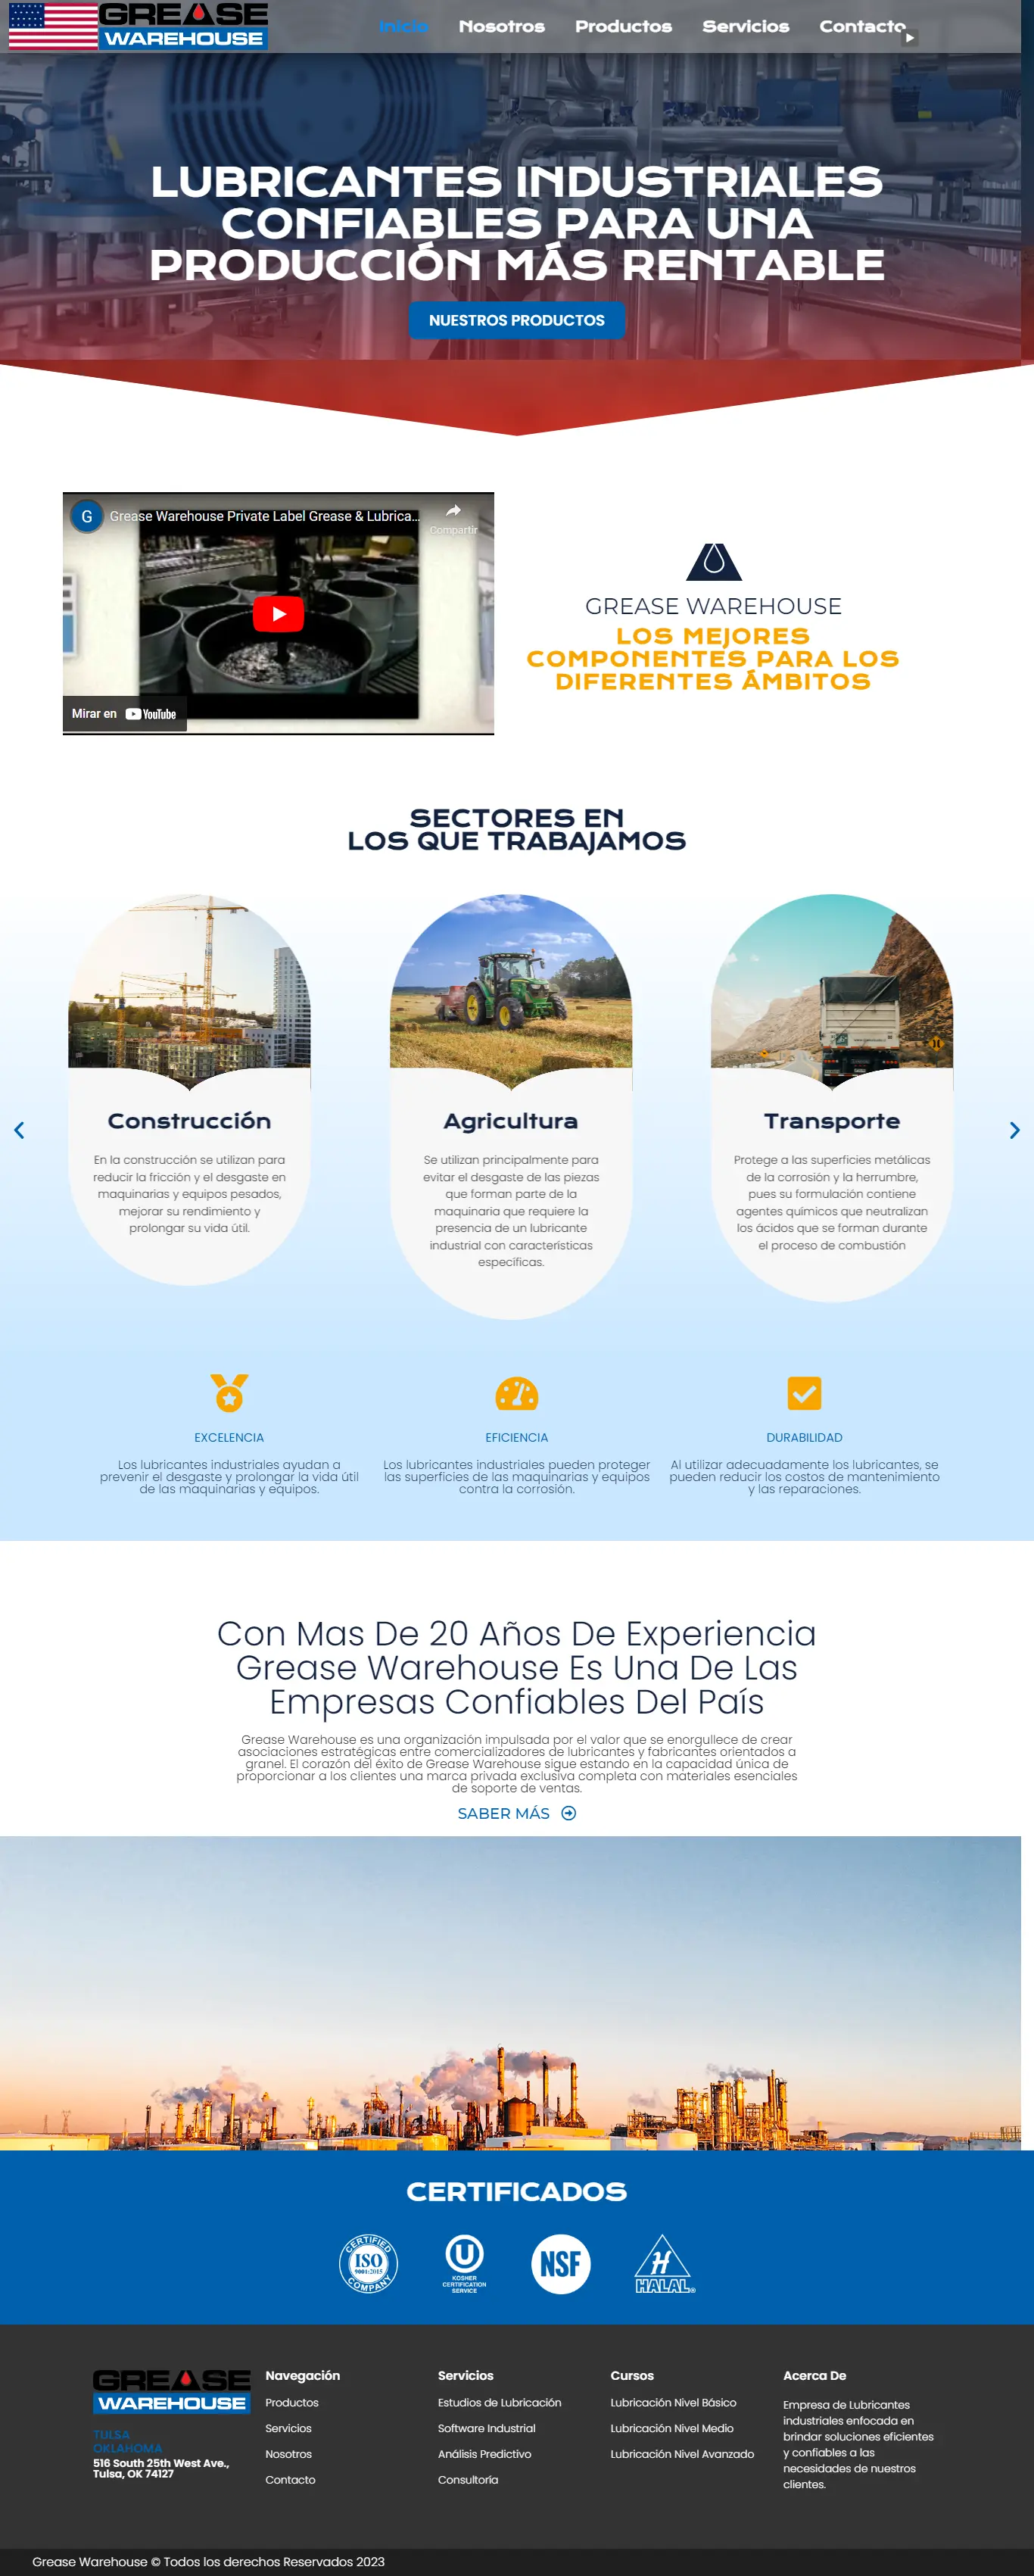 GREASE
WAREHOUSE
Inicio
Nosotros
Productos
Servicios
Contacto
LUBRICANTES INDUSTRIALES
CONFIABLES PARA UNA
PRODUCCIÓN MÁS RENTABLE
NUESTROS PRODUCTOS
G
Grease Warehouse Private Label Grease & Lubrica...
Compartir
Mirar en YouTube
GREASE WAREHOUSE
LOS MEJORES
COMPONENTES PARA LOS
DIFERENTES ÁMBITOS
SECTORES EN
LOS QUE TRABAJAMOS
Construcción
En la construcción se utilizan para
reducir la fricción y el desgaste en
maquinarias y equipos pesados,
mejorar su rendimiento y
prolongar su vida útil.
Agricultura
Se utilizan principalmente para
evitar el desgaste de las piezas
que forman parte de la
maquinaria que requiere la
presencia de un lubricante
industrial con características
especificas.
Transporte
Protege a las superficies metálicas
de la corrosión y la herrumbre,
pues su formulación contiene
agentes químicos que neutralizan
los ácidos que se forman durante
el proceso de combustión
EXCELENCIA
Los lubricantes industriales ayudan a
prevenir el desgaste y prolongar la vida útil
de las maquinarias y equipos.
EFICIENCIA
Los lubricantes industriales pueden proteger
las superficies de las maquinarias y equipos
contra la corrosión.
DURABILIDAD
Al utilizar adecuadamente los lubricantes, se
pueden reducir los costos de mantenimiento
y las reparaciones.
Con Mas De 20 Años De Experiencia
Grease Warehouse Es Una De Las
Empresas Confiables Del País
Grease Warehouse es una organización impulsada por el valor que se enorgullece de crear
asociaciones estratégicas entre comercializadores de lubricantes y fabricantes orientados a
granel. El corazón del éxito de Grease Warehouse sigue estando en la capacidad única de
proporcionar a los clientes una marca privada exclusiva completa con materiales esenciales
de soporte de ventas.
SABER MÁS
CERTIFICADOS
CERTIFIED
ISO
9001:2015
COMPANY
U
KOSHER
CERTIFICATION
SERVICE
NSF
H
HALAL®
GREASE
WAREHOUSE
TULSA
OKLAHOMA
516 South 25th West Ave.,
Tulsa, OK 74127
Navegación
Productos
Servicios
Nosotros
Contacto
Servicios
Estudios de Lubricación
Software Industrial
Análisis Predictivo
Consultoría
Cursos
Lubricación Nivel Básico
Lubricación Nivel Medio
Lubricación Nivel Avanzado
Acerca De
Empresa de Lubricantes
industriales enfocada en
brindar soluciones eficientes
y confiables a las
necesidades de nuestros
clientes.
Grease Warehouse © Todos los derechos Reservados 2023